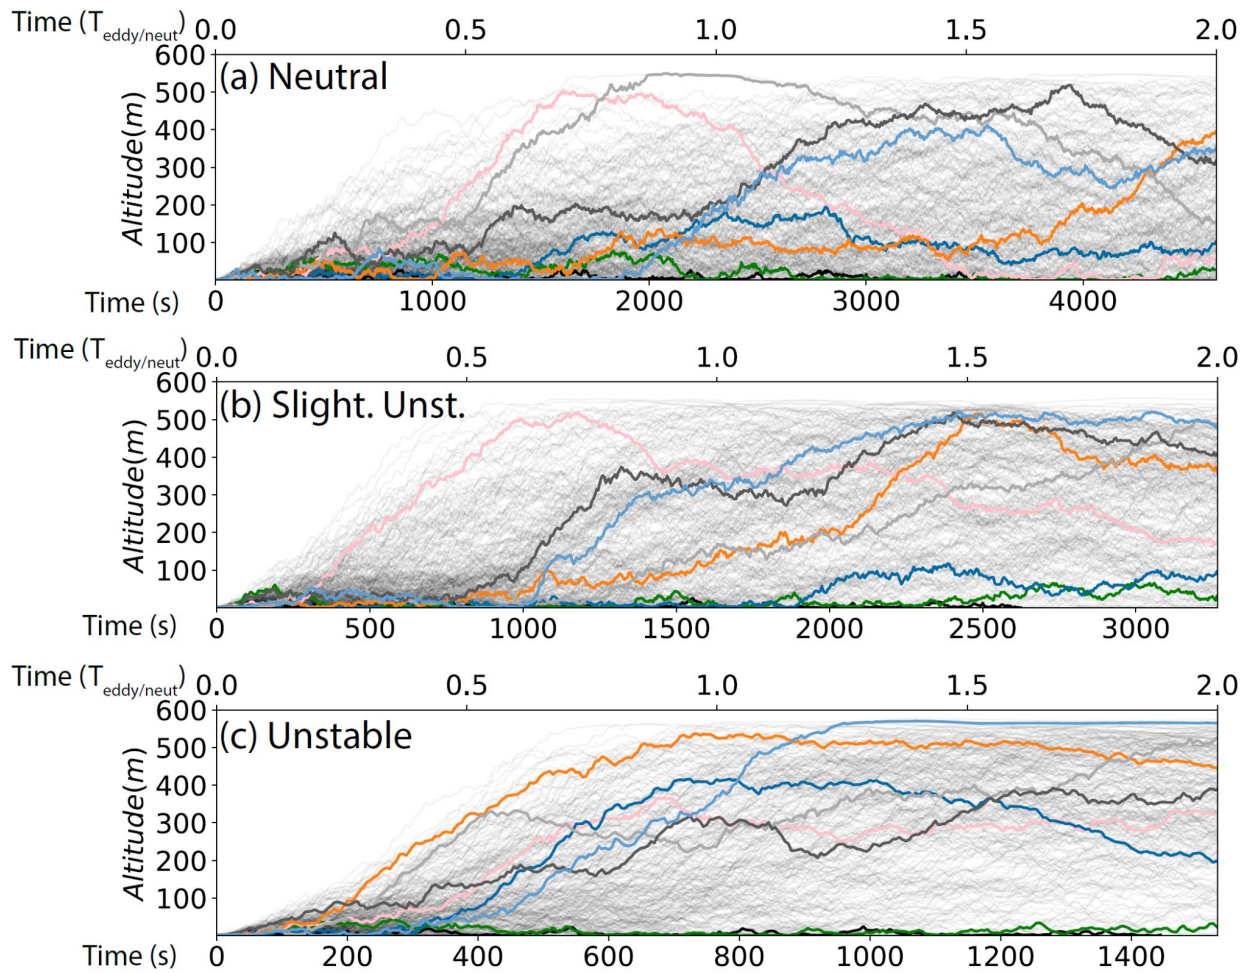 Time (Teddy/neut) 0.0 0.5 1.0 1.5 2.0
600
(a) Neutral
500
400
300
200
100
Altitude(m)
Time (s) 0 1000 2000 3000 4000
Time (Teddy/neut) 0.0 0.5 1.0 1.5 2.0
600
(b) Slight. Unst.
500
400
300
200
100
Altitude(m)
Time (s) 0 500 1000 1500 2000 2500 3000
Time (Teddy/neut) 0.0 0.5 1.0 1.5 2.0
600
(c) Unstable
500
400
300
200
100
Altitude(m)
Time (s) 0 200 400 600 800 1000 1200 1400